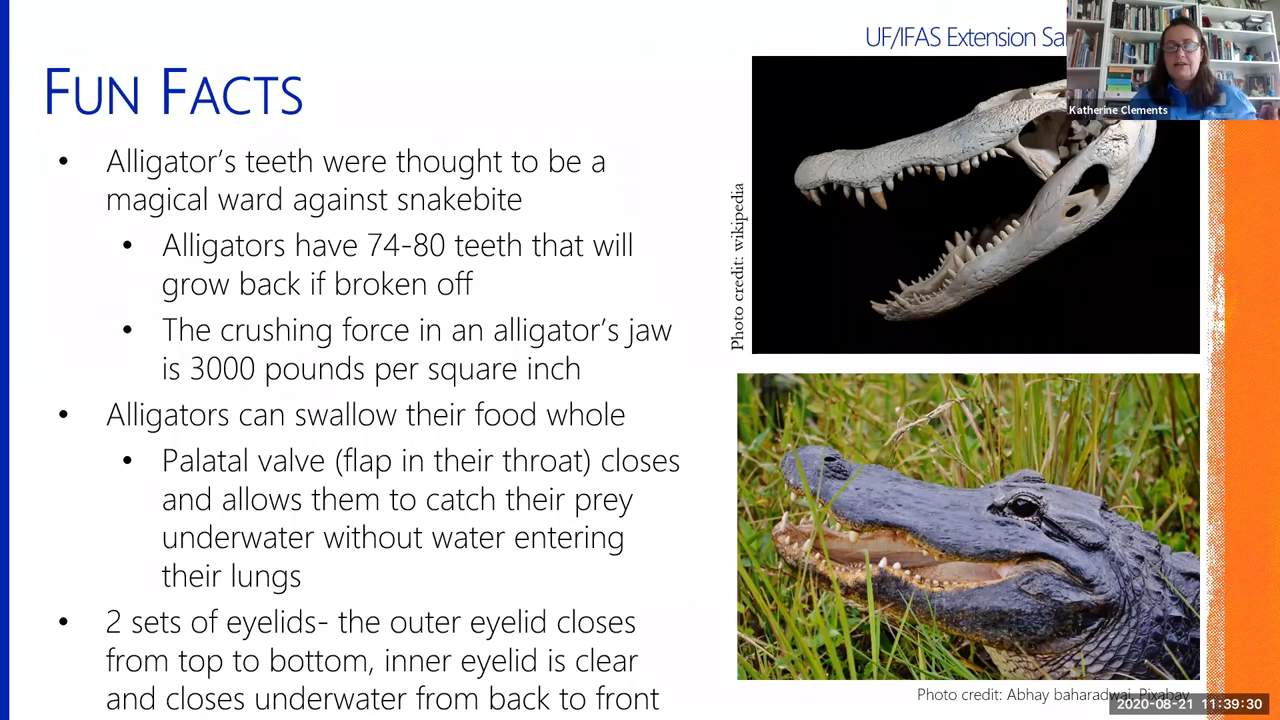 UF/IFAS Extension Sa
Katherine Clements
FUN FACTS
• Alligator’s teeth were thought to be a
magical ward against snakebite
• Alligators have 74-80 teeth that will
grow back if broken off
• The crushing force in an alligator’s jaw
is 3000 pounds per square inch
• Alligators can swallow their food whole
• Palatal valve (flap in their throat) closes
and allows them to catch their prey
underwater without water entering
their lungs
• 2 sets of eyelids- the outer eyelid closes
from top to bottom, inner eyelid is clear
and closes underwater from back to front
Photo credit: wikipedia
Photo credit: Abhay baharadwaj, Pixabay
2020-08-21 11:39:30